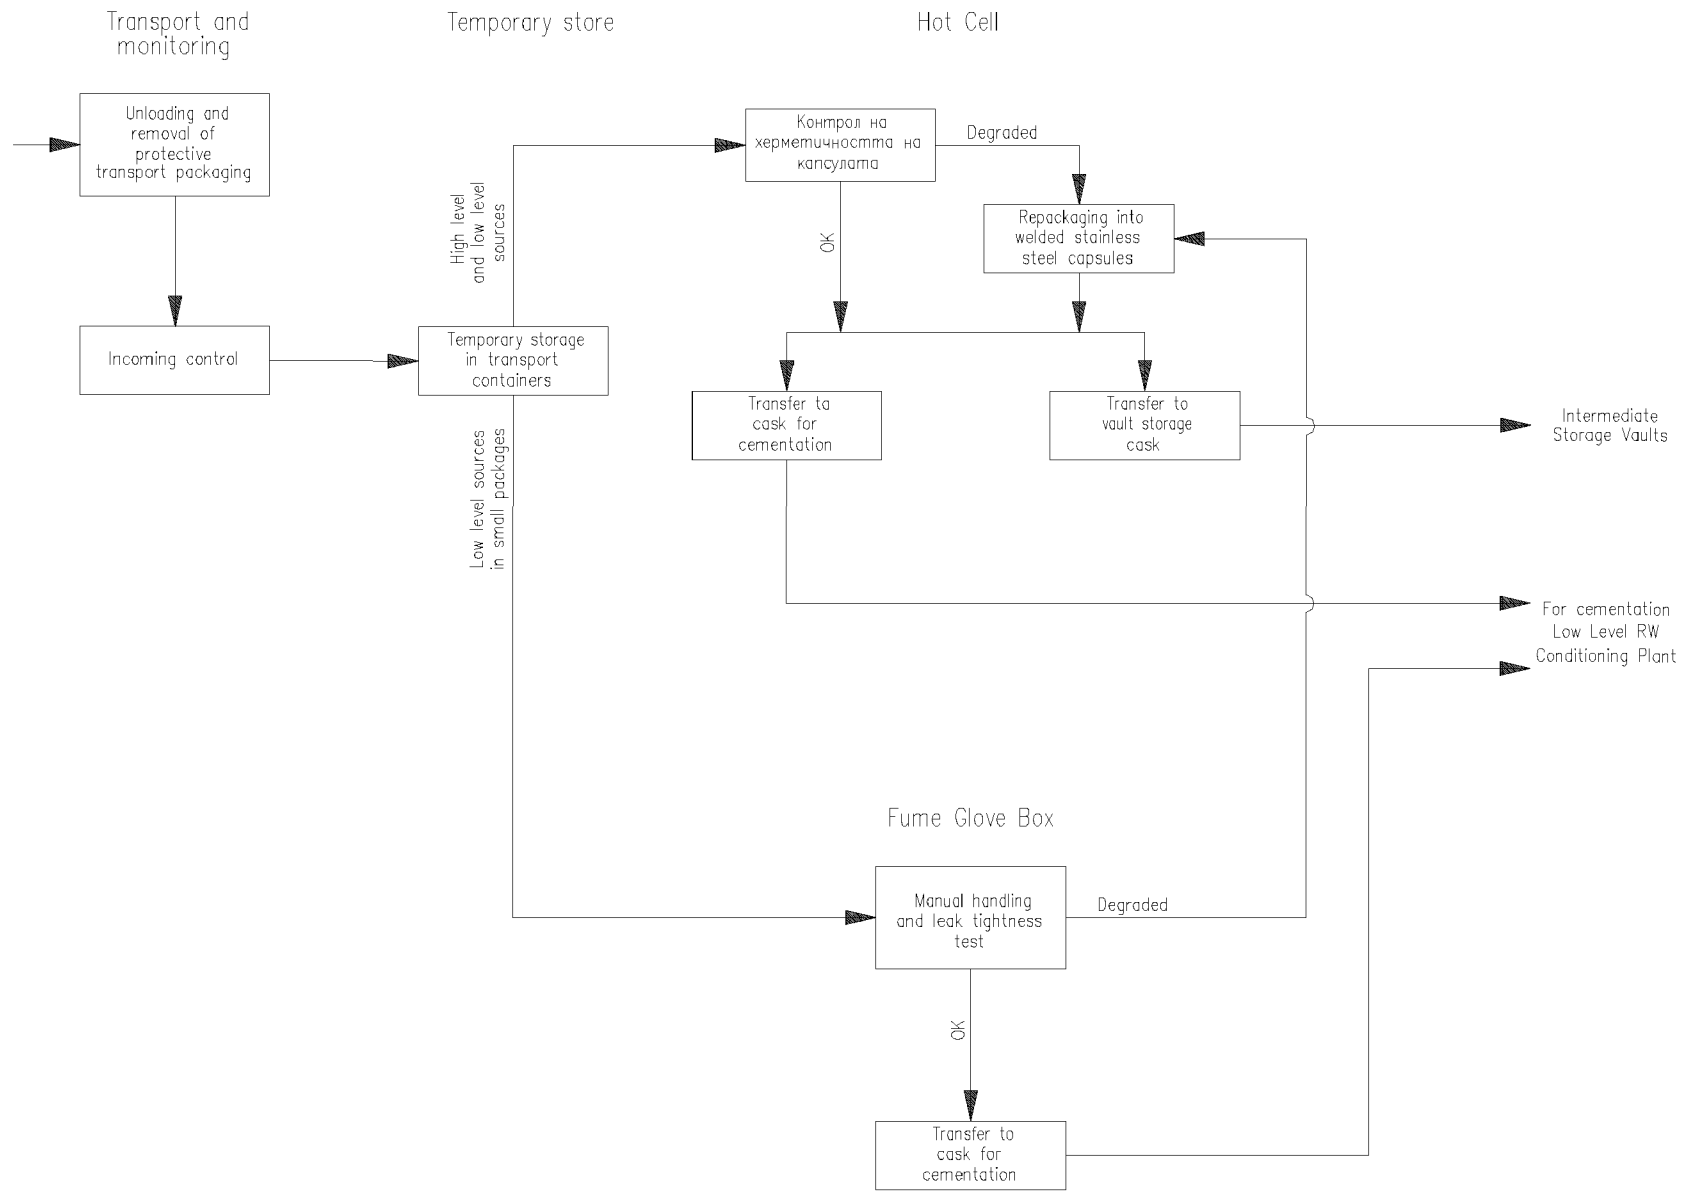 Transport and
monitoring
Temporary store
Hot Cell
Unloading and
removal of
protective
transport packaging
Контрол на
херметичността на
капсулата
Degraded
High level
and low level
sources
OK
Repackaging into
welded stainless
steel capsules
Incoming control
Temporary storage
in transport
containers
Transfer ta
cask for
cementation
Transfer to
vault storage
cask
Intermediate
Storage Vaults
Low level sources
in small packages
For cementation
Low Level RW
Conditioning Plant
Fume Glove Box
Manual handling
and leak tightness
test
Degraded
OK
Transfer to
cask for
cementation